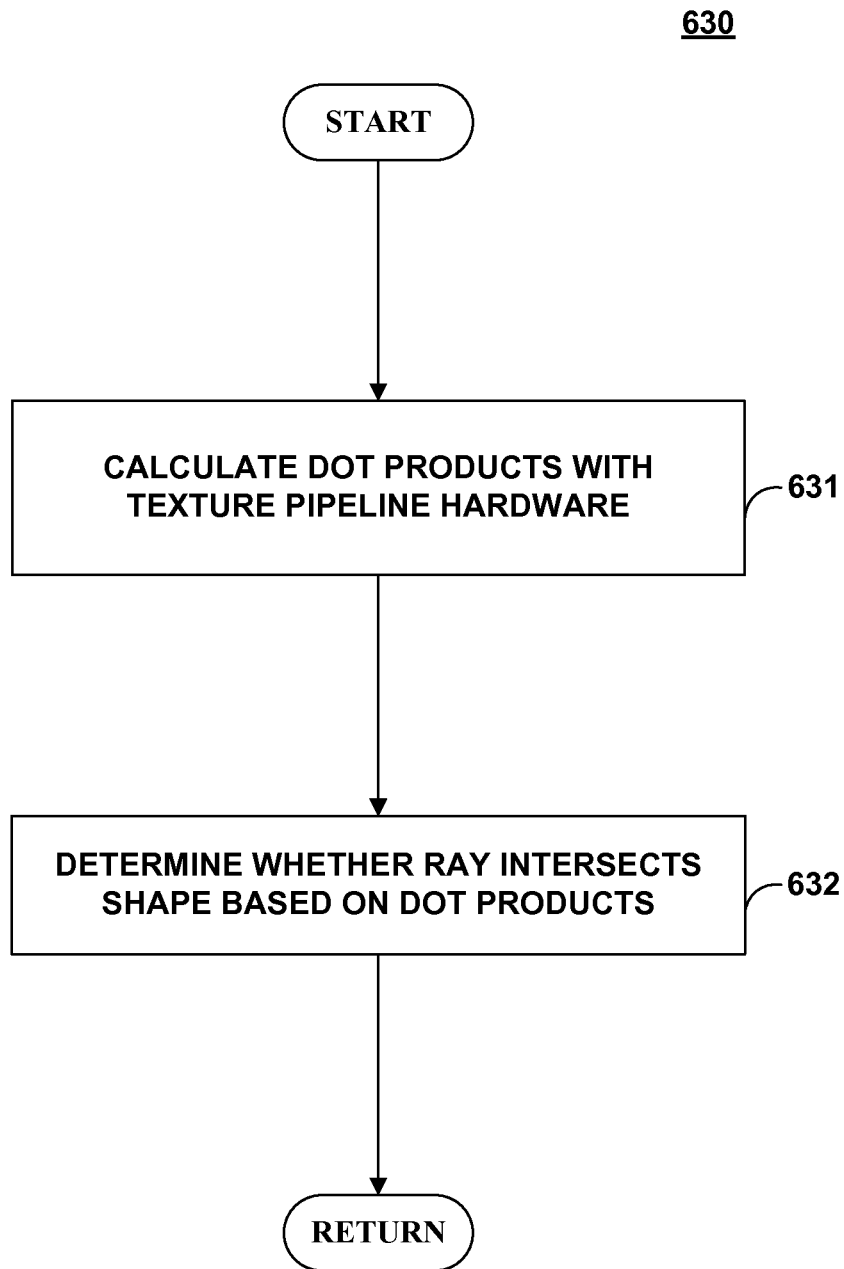 630
START
CALCULATE DOT PRODUCTS WITH
TEXTURE PIPELINE HARDWARE
631
DETERMINE WHETHER RAY INTERSECTS
SHAPE BASED ON DOT PRODUCTS
632
RETURN